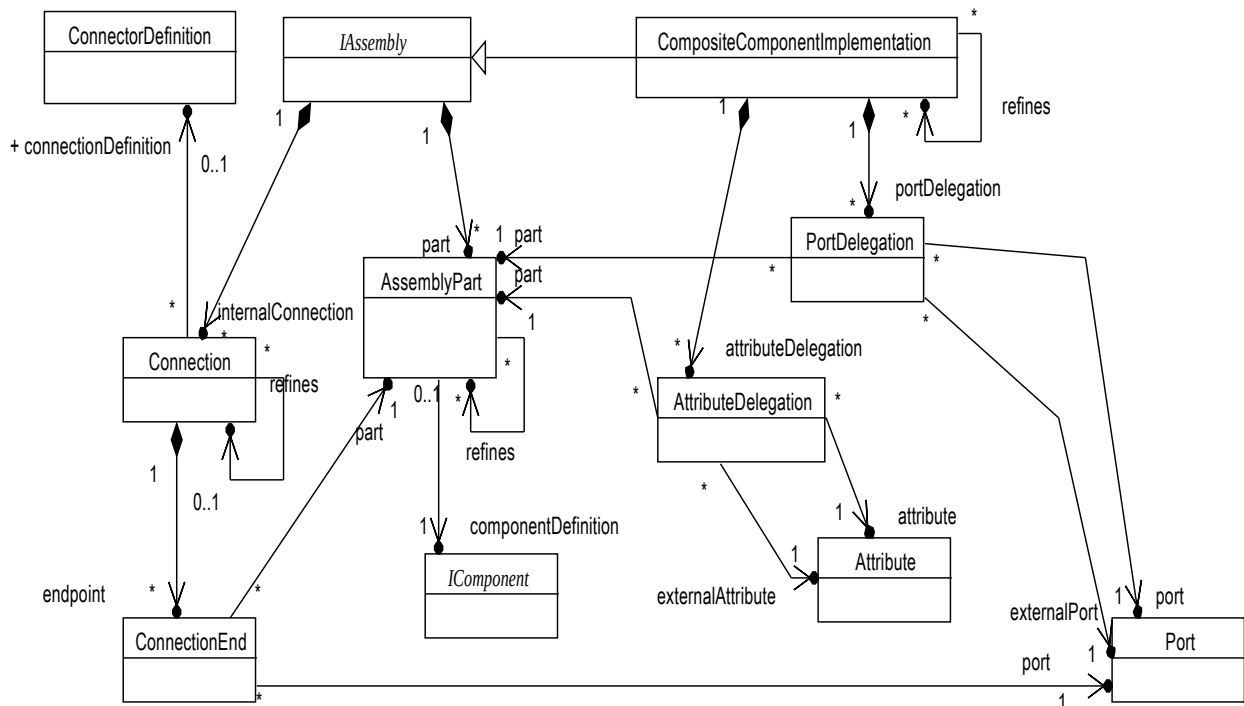 ConnectorDefinition
IAssembly
CompositeComponentImplementation
*
1
1
1
1
*
refines
+ connectionDefinition
0..1
portDelegation
*
*
part
1
part
PortDelegation
*
*
AssemblyPart
part
1
*
*
internalConnection
*
*
Connection
refines
*
*
attributeDelegation
1
part
0..1
*
refines
*
AttributeDelegation
*
1
0..1
*
componentDefinition
1
1
attribute
1
IComponent
Attribute
endpoint
*
*
externalAttribute
1
port
externalPort
ConnectionEnd
Port
1
port
*
1